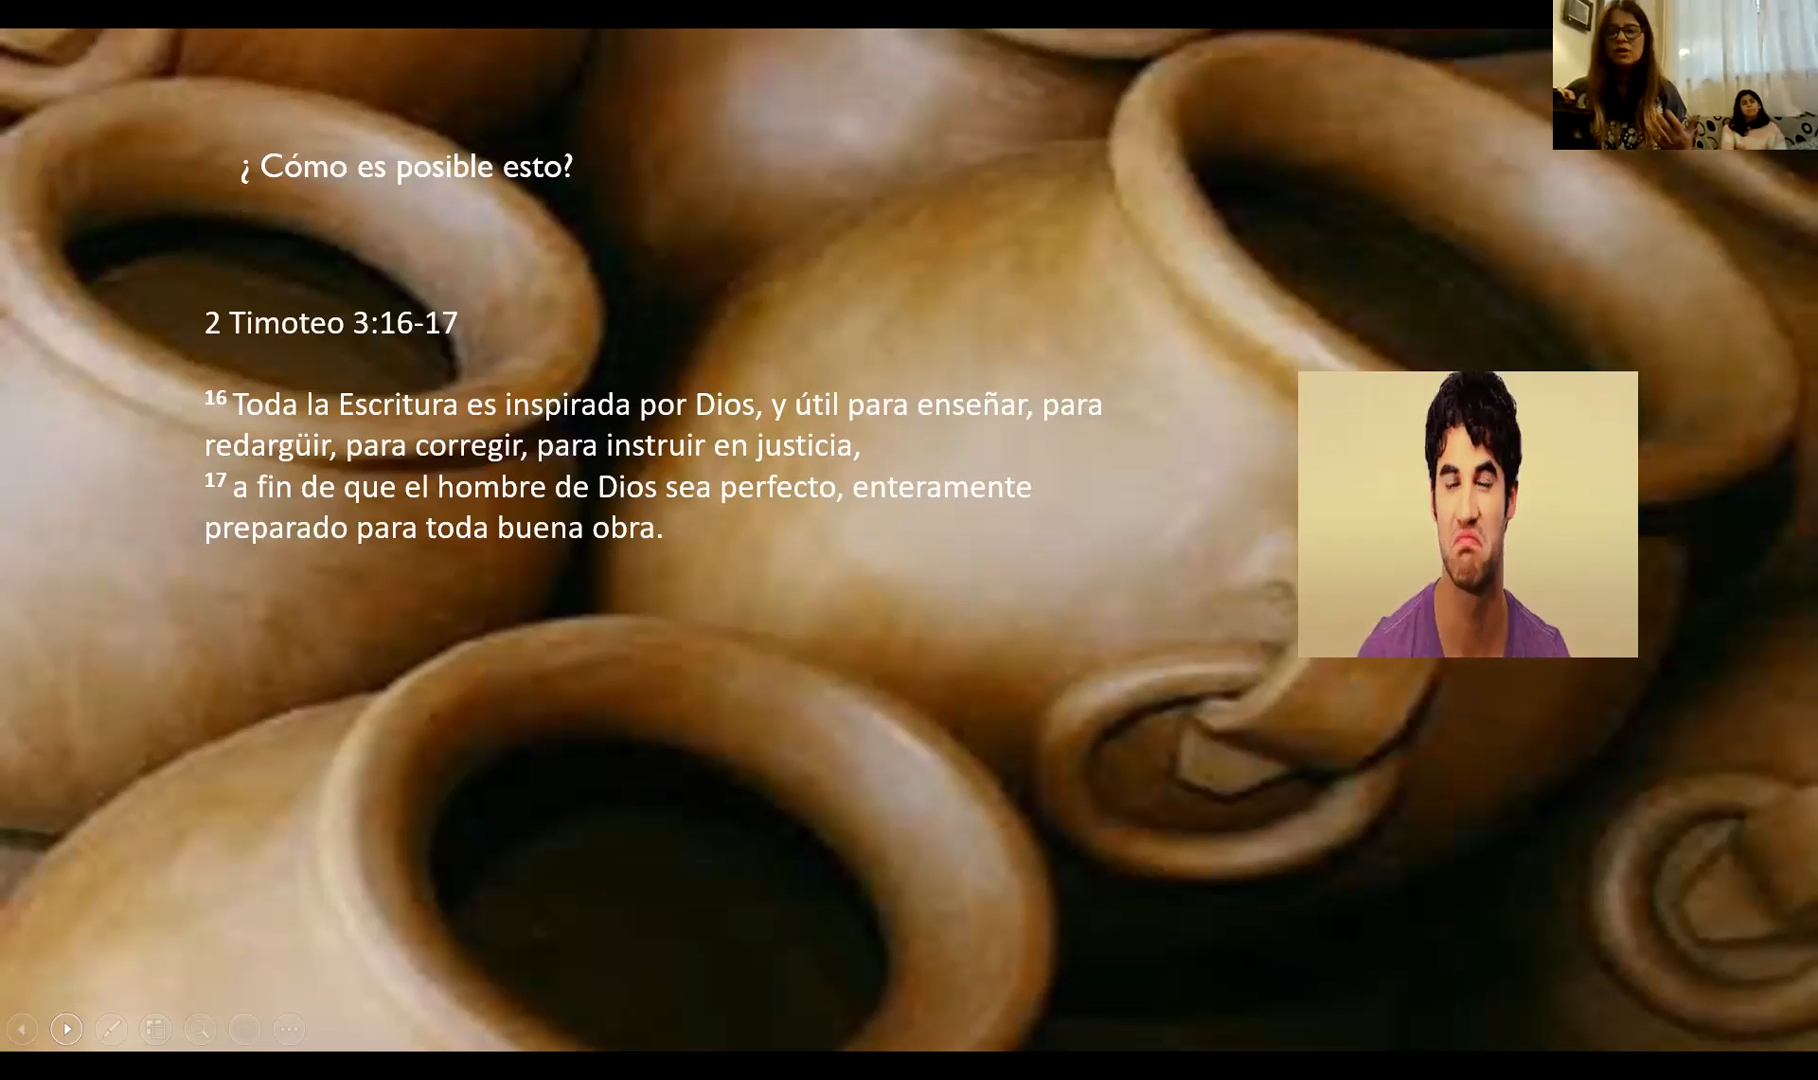 ¿ Cómo es posible esto?
2 Timoteo 3:16-17
16 Toda la Escritura es inspirada por Dios, y útil para enseñar, para
redargüir, para corregir, para instruir en justicia,
17 a fin de que el hombre de Dios sea perfecto, enteramente
preparado para toda buena obra.